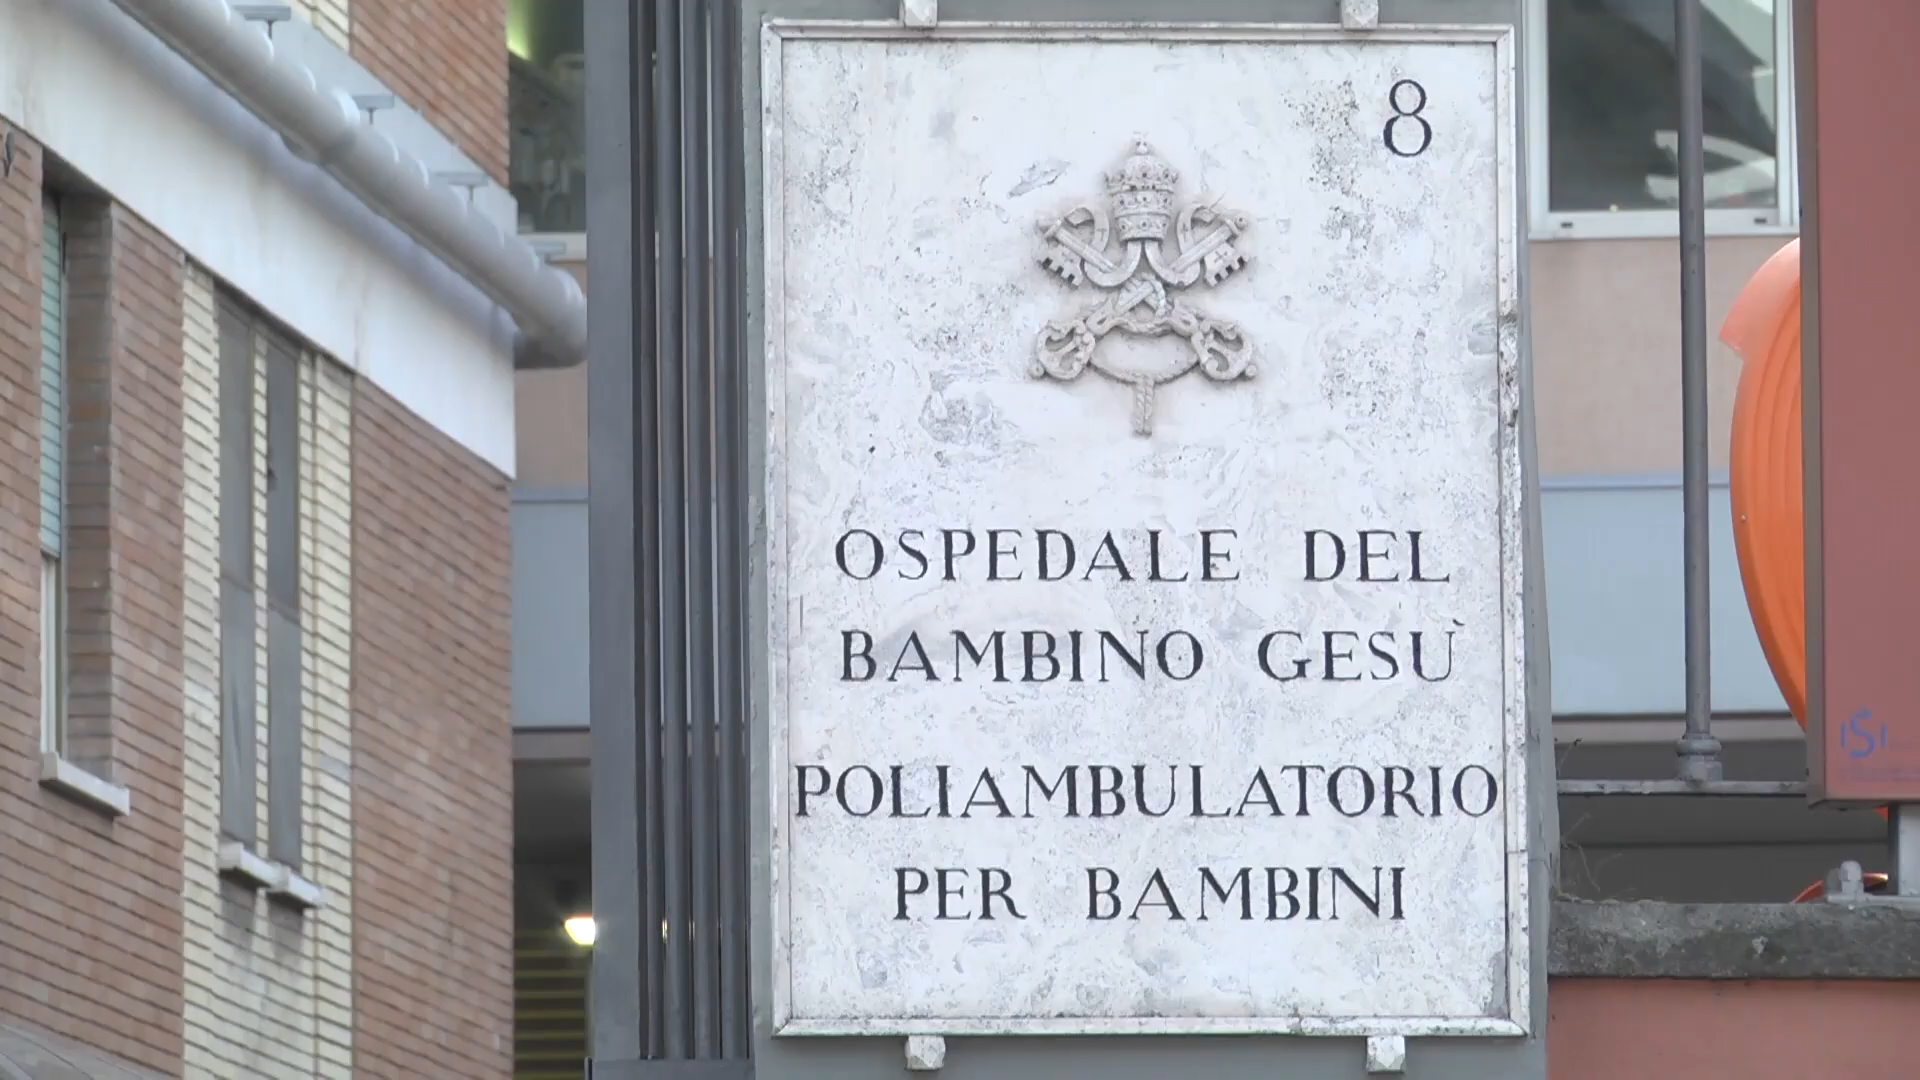 8
OSPEDALE DEL
BAMBINO GESÙ
POLIAMBULATORIO
PER BAMBINI